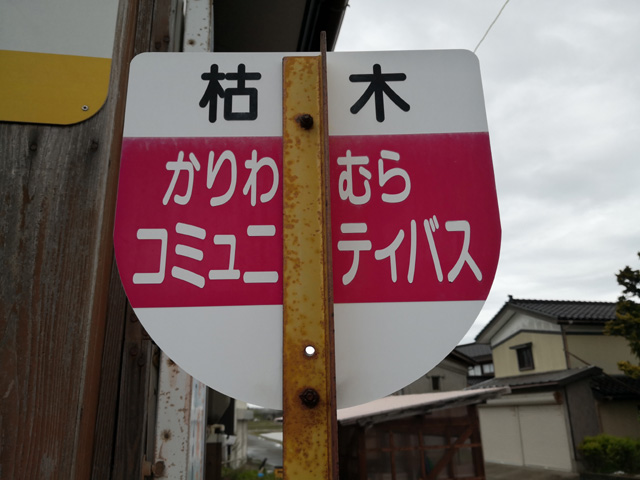 枯木
かりわむら
コミュニティバス